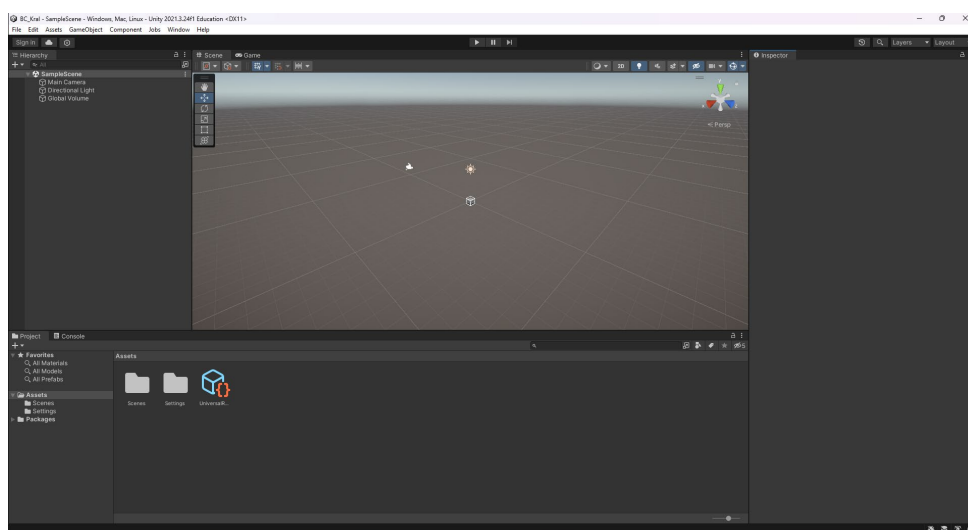 BC_Kral - SampleScene - Windows, Mac, Linux - Unity 2021.3.24f1 Education <DX11>
File Edit Assets GameObject Component Jobs Window Help
Sign in
Layers
Layout
Hierarchy
All
SampleScene
Main Camera
Directional Light
Global Volume
Scene
Game
2D
Persp
Inspector
Project
Console
Favorites
All Materials
All Models
All Prefabs
Assets
Scenes
Settings
Packages
Assets
Scenes
Settings
UniversalR...